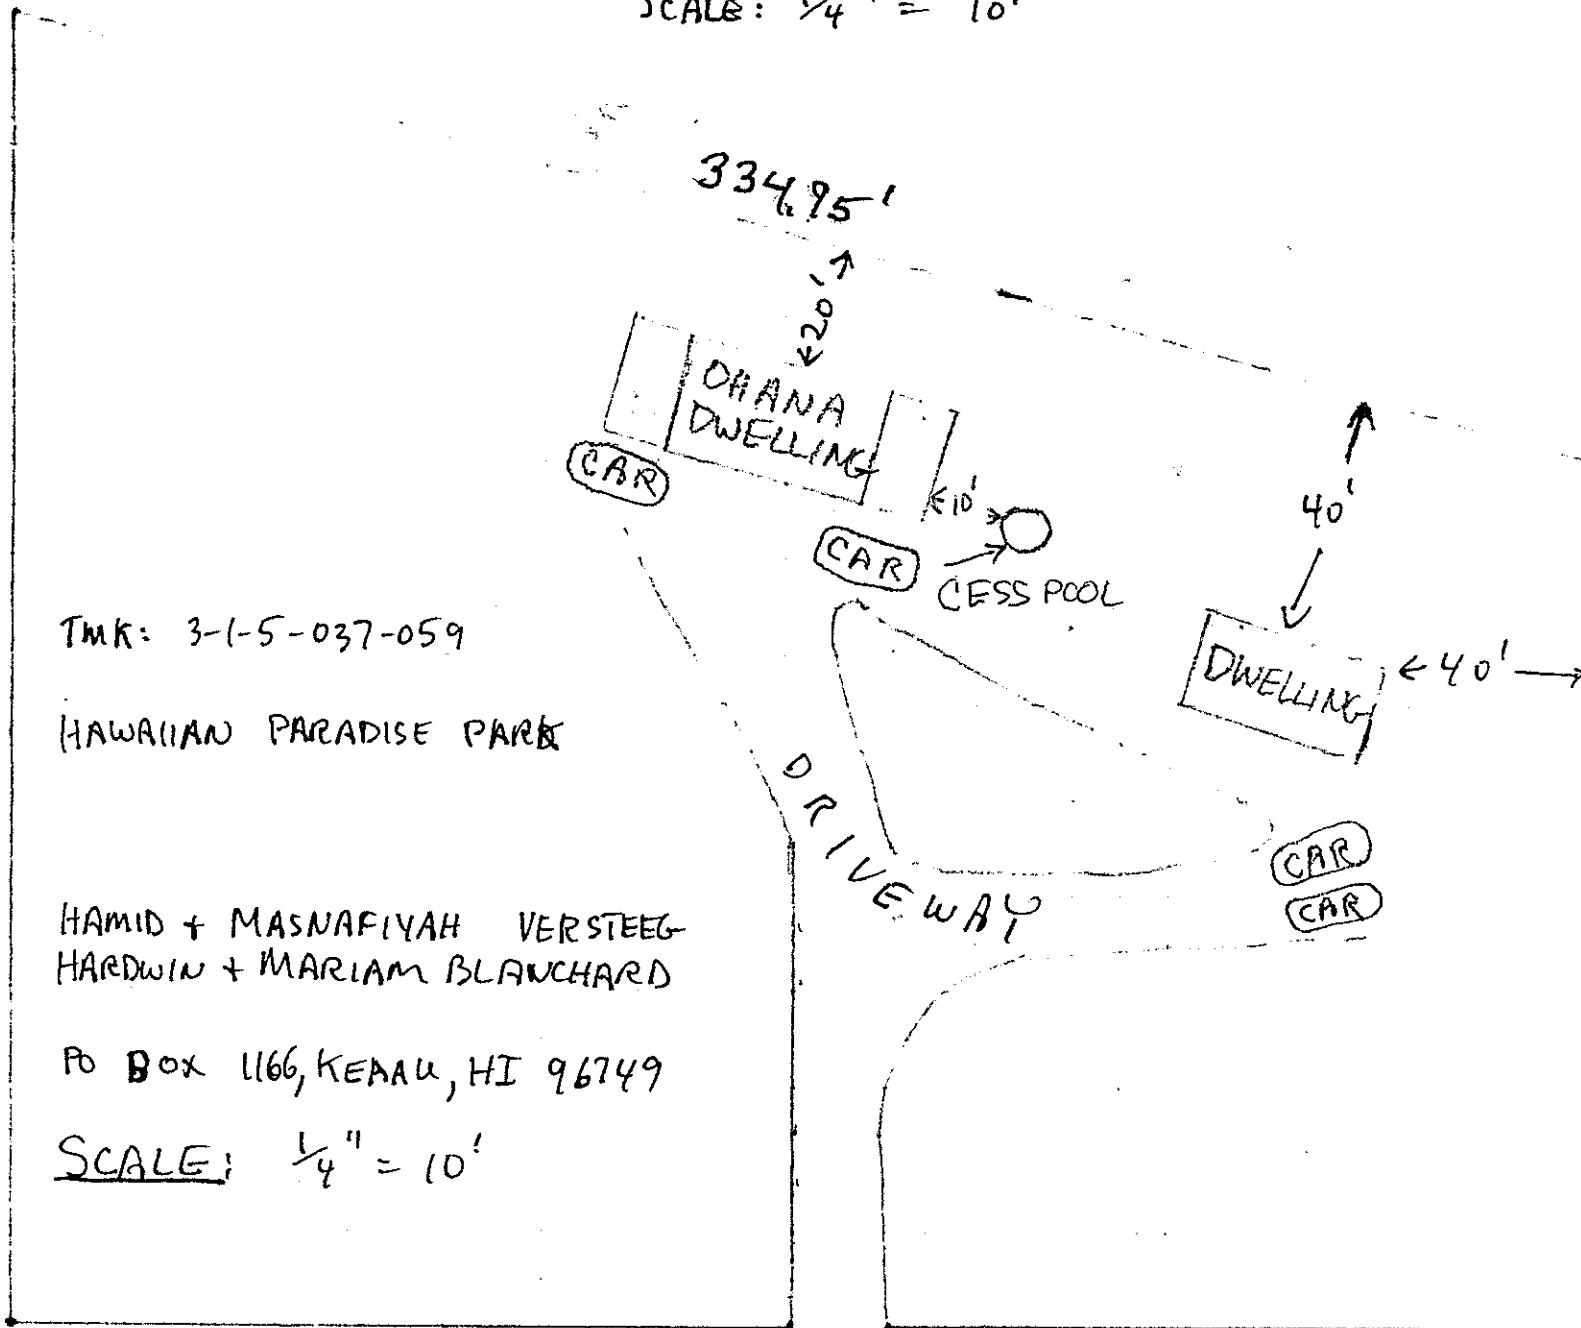 SCALE: 1/4" = 10'
334.95'
20'
OHANA
DWELLING
CAR
10'
CAR
CESS POOL
40'
DWELLING
40'
TMK: 3-1-5-037-059
HAWAIIAN PARADISE PARK
DRIVEWAY
CAR
CAR
HAMID + MASNAFIYAH VERSTEEG
HARDWIN + MARIAM BLANCHARD
PO BOX 1166, KEAAU, HI 96749
SCALE: 1/4" = 10'